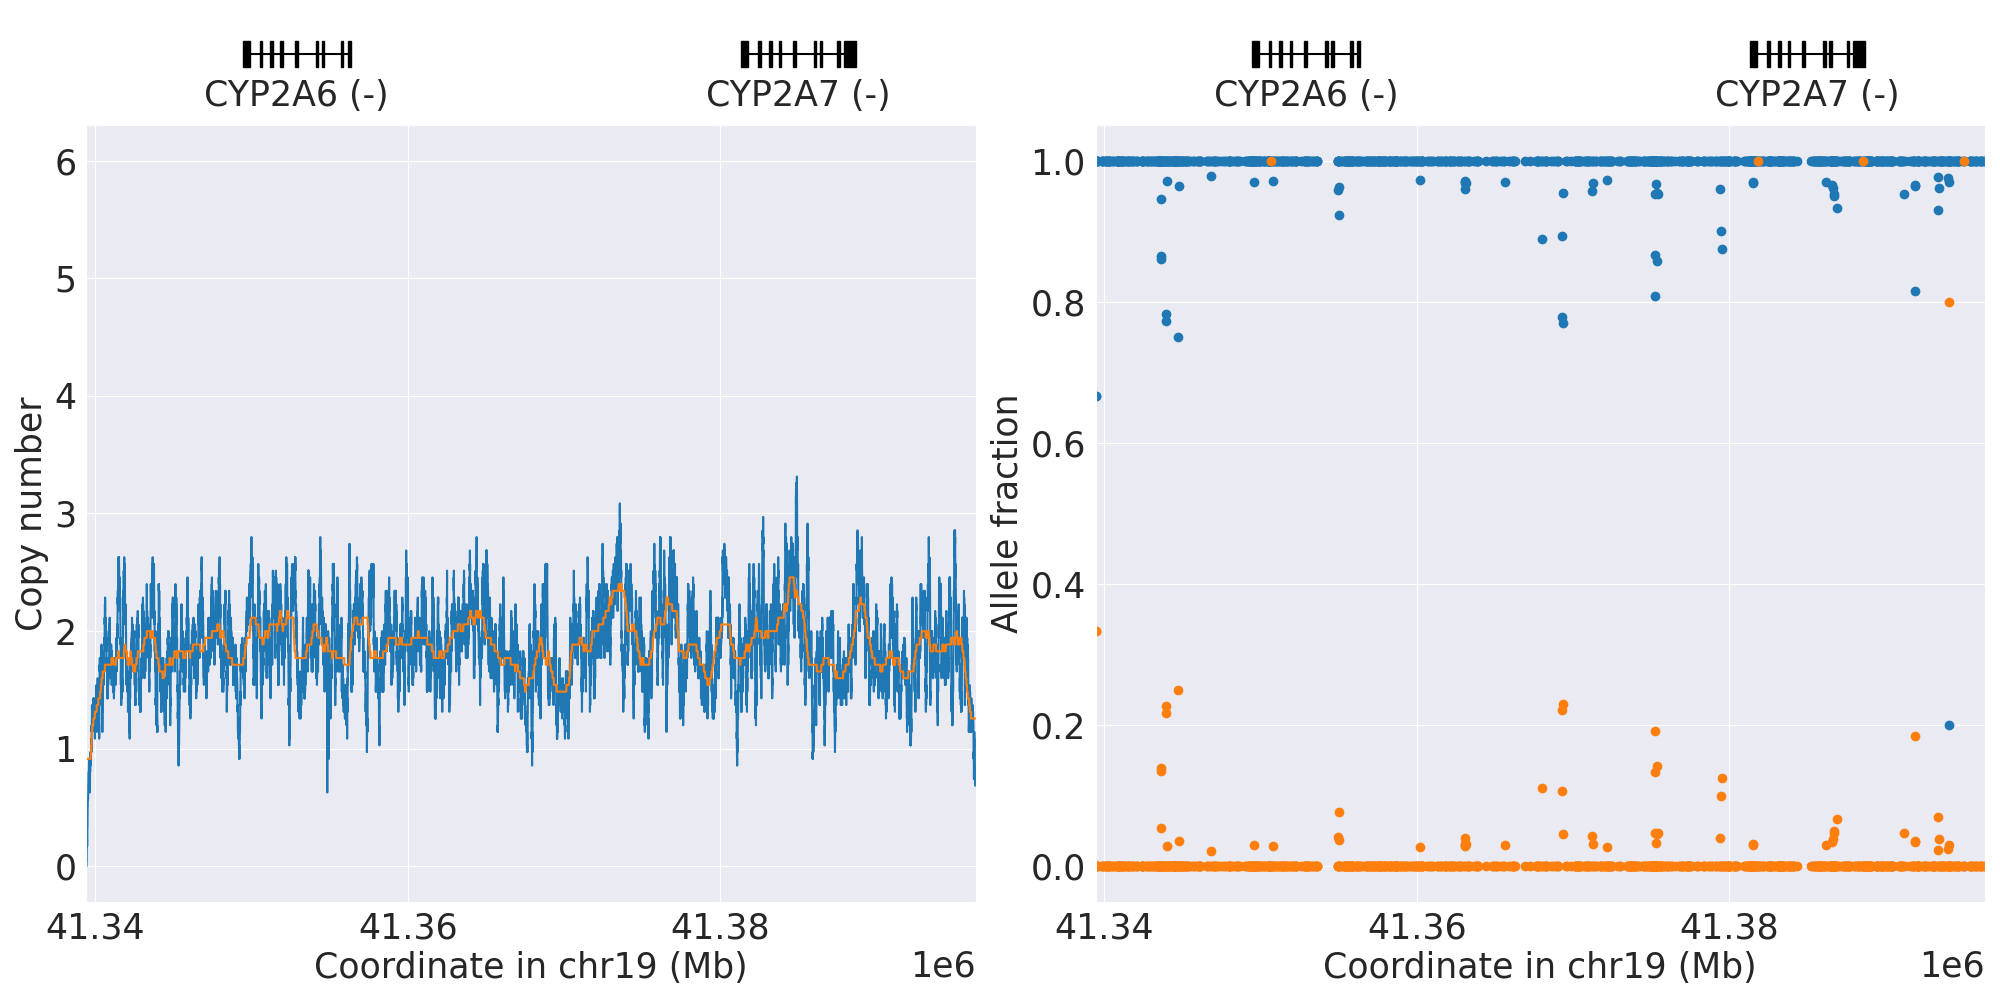 CYP2A6 (-)
CYP2A7 (-)
6
5
4
3
2
1
0
Copy number
41.34
41.36
41.38
Coordinate in chr19 (Mb)
1e6
CYP2A6 (-)
CYP2A7 (-)
1.0
0.8
0.6
0.4
0.2
0.0
Allele fraction
41.34
41.36
41.38
Coordinate in chr19 (Mb)
1e6